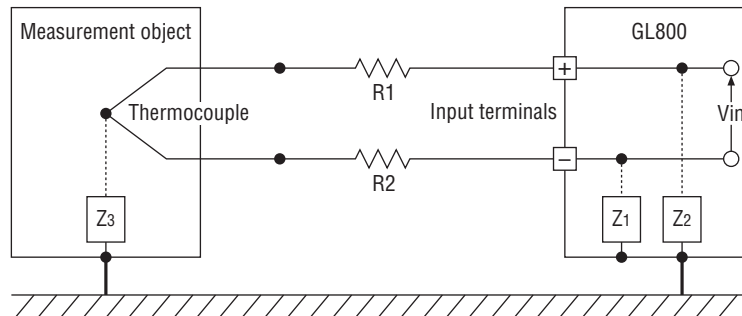 Measurement object
GL800
R1
+
Thermocouple
Input terminals
Vin
R2
−
Z3
Z1
Z2